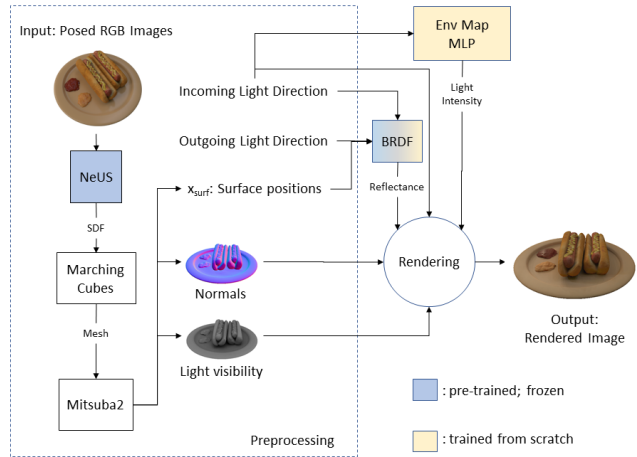 Input: Posed RGB Images
Env Map
MLP
Incoming Light Direction
Light
Intensity
Outgoing Light Direction
BRDF
NeUS
x_surf: Surface positions
Reflectance
SDF
Marching
Cubes
Normals
Rendering
Mesh
Output:
Rendered Image
Light visibility
Mitsuba2
: pre-trained; frozen
: trained from scratch
Preprocessing